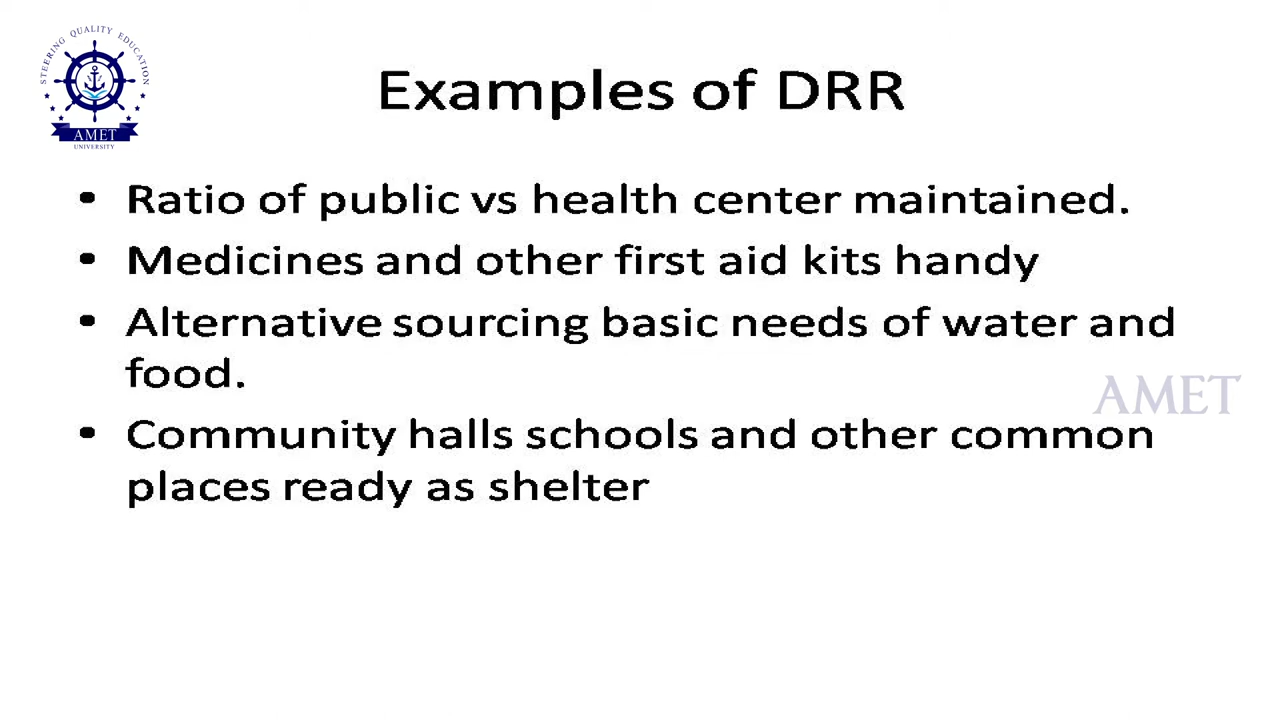 STEERING QUALITY EDUCATION
AMET
UNIVERSITY
Examples of DRR
• Ratio of public vs health center maintained.
• Medicines and other first aid kits handy
• Alternative sourcing basic needs of water and
food.
AMET
• Community halls schools and other common
places ready as shelter